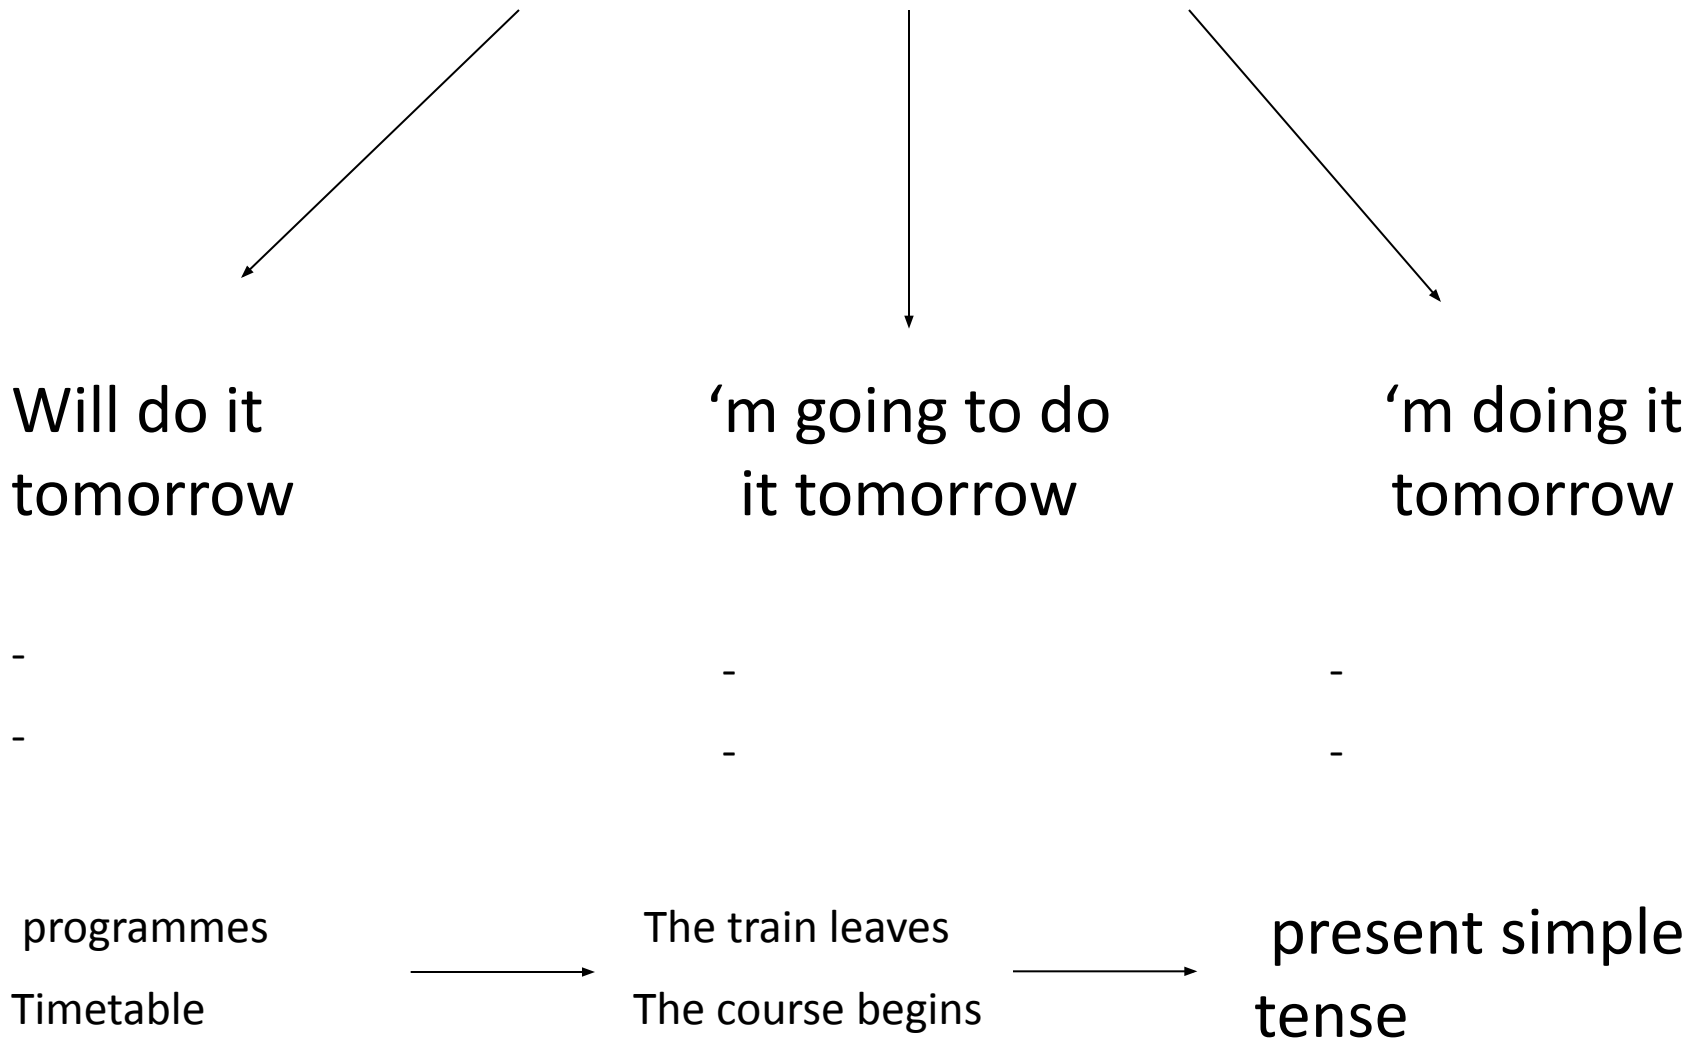 Will do it
tomorrow
‘m going to do
it tomorrow
‘m doing it
tomorrow
-
-
-
-
-
-
programmes
Timetable
The train leaves
The course begins
present simple
tense